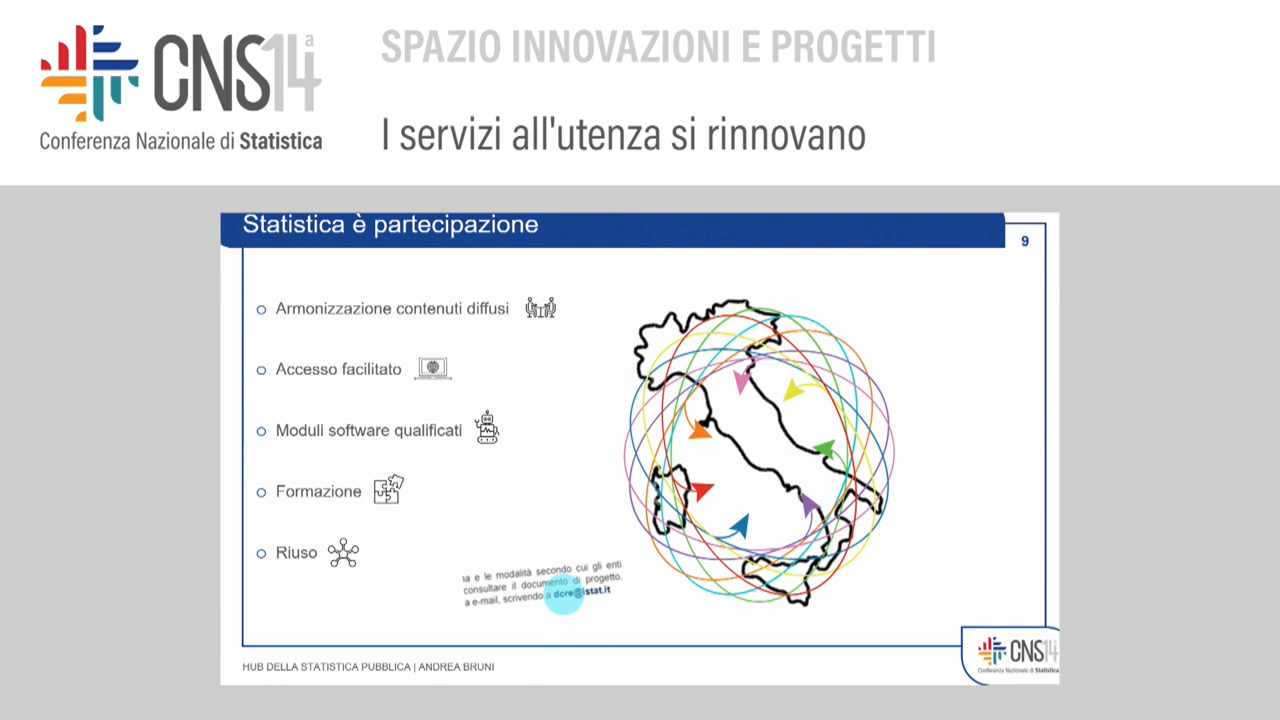 CNS14ª
Conferenza Nazionale di Statistica
SPAZIO INNOVAZIONI E PROGETTI
I servizi all'utenza si rinnovano
Statistica è partecipazione
9
Armonizzazione contenuti diffusi
Accesso facilitato
Moduli software qualificati
Formazione
Riuso
e le modalità secondo cui gli enti
consultare il documento di progetto.
a e-mail, scrivendo a dcre@istat.it
HUB DELLA STATISTICA PUBBLICA | ANDREA BRUNI
CNS14
Conferenza Nazionale di Statistica